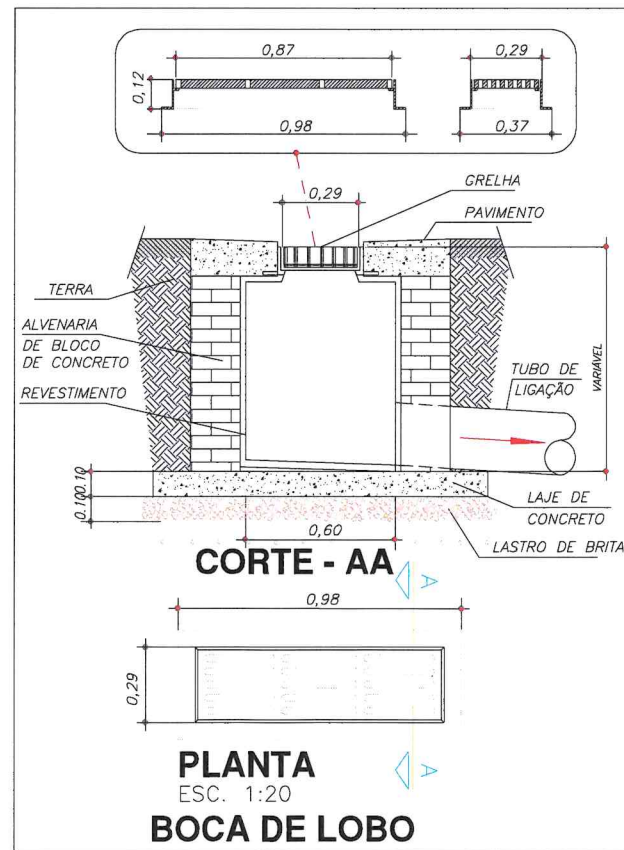 0,87
0,29
0,12
0,98
0,37
0,29
GRELHA
PAVIMENTO
TERRA
ALVENARIA
DE BLOCO
DE CONCRETO
REVESTIMENTO
TUBO DE
LIGAÇÃO
VARIÁVEL
0.10
0.10
LAJE DE
CONCRETO
0,60
LASTRO DE BRITA
CORTE - AA
A
0,98
0,29
PLANTA
A
ESC. 1:20
BOCA DE LOBO